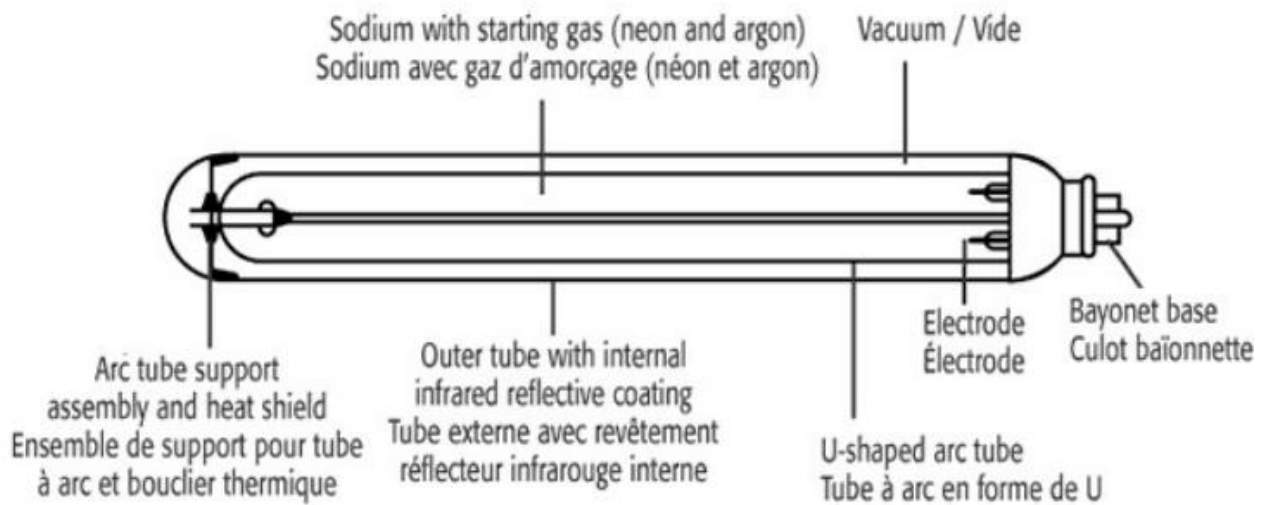 Sodium with starting gas (neon and argon)
Sodium avec gaz d'amorçage (néon et argon)
Vacuum / Vide
Electrode
Électrode
Bayonet base
Culot baïonnette
Arc tube support
assembly and heat shield
Ensemble de support pour tube
à arc et bouclier thermique
Outer tube with internal
infrared reflective coating
Tube externe avec revêtement
réflecteur infrarouge interne
U-shaped arc tube
Tube à arc en forme de U